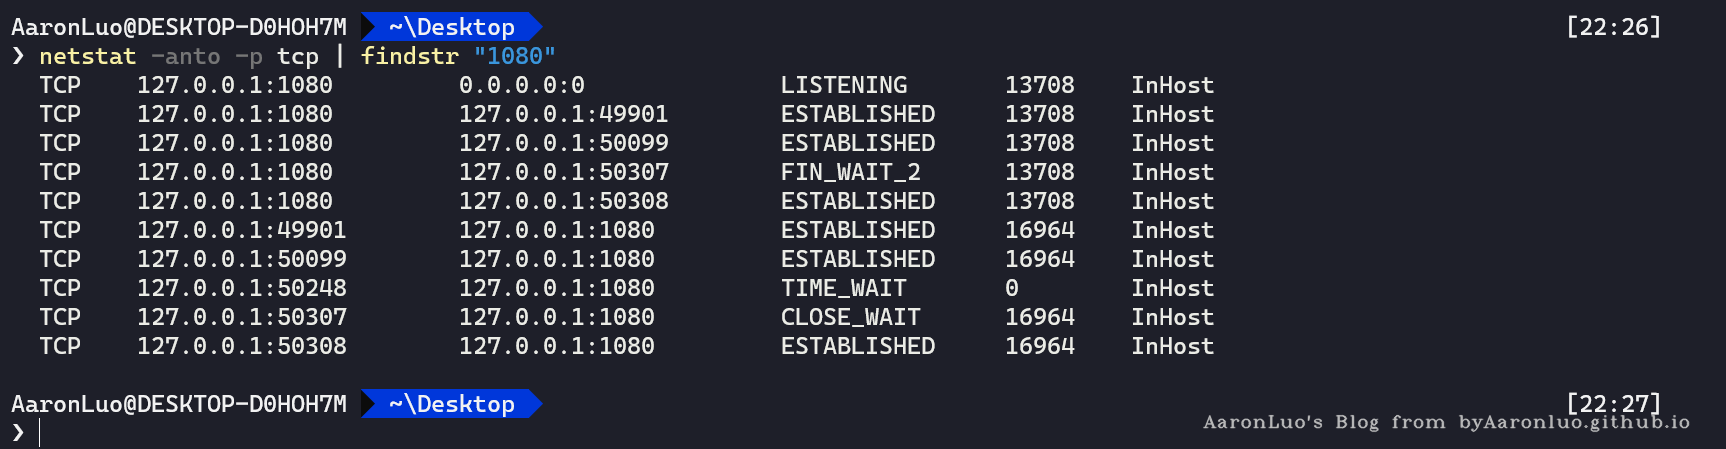 AaronLuo@DESKTOP-D0HOH7M ~\Desktop [22:26]
❯ netstat -anto -p tcp | findstr "1080"
TCP 127.0.0.1:1080 0.0.0.0:0 LISTENING 13708 InHost
TCP 127.0.0.1:1080 127.0.0.1:49901 ESTABLISHED 13708 InHost
TCP 127.0.0.1:1080 127.0.0.1:50099 ESTABLISHED 13708 InHost
TCP 127.0.0.1:1080 127.0.0.1:50307 FIN_WAIT_2 13708 InHost
TCP 127.0.0.1:1080 127.0.0.1:50308 ESTABLISHED 13708 InHost
TCP 127.0.0.1:49901 127.0.0.1:1080 ESTABLISHED 16964 InHost
TCP 127.0.0.1:50099 127.0.0.1:1080 ESTABLISHED 16964 InHost
TCP 127.0.0.1:50248 127.0.0.1:1080 TIME_WAIT 0 InHost
TCP 127.0.0.1:50307 127.0.0.1:1080 CLOSE_WAIT 16964 InHost
TCP 127.0.0.1:50308 127.0.0.1:1080 ESTABLISHED 16964 InHost
AaronLuo@DESKTOP-D0HOH7M ~\Desktop [22:27]
❯
AaronLuo's Blog from byAaronluo.github.io